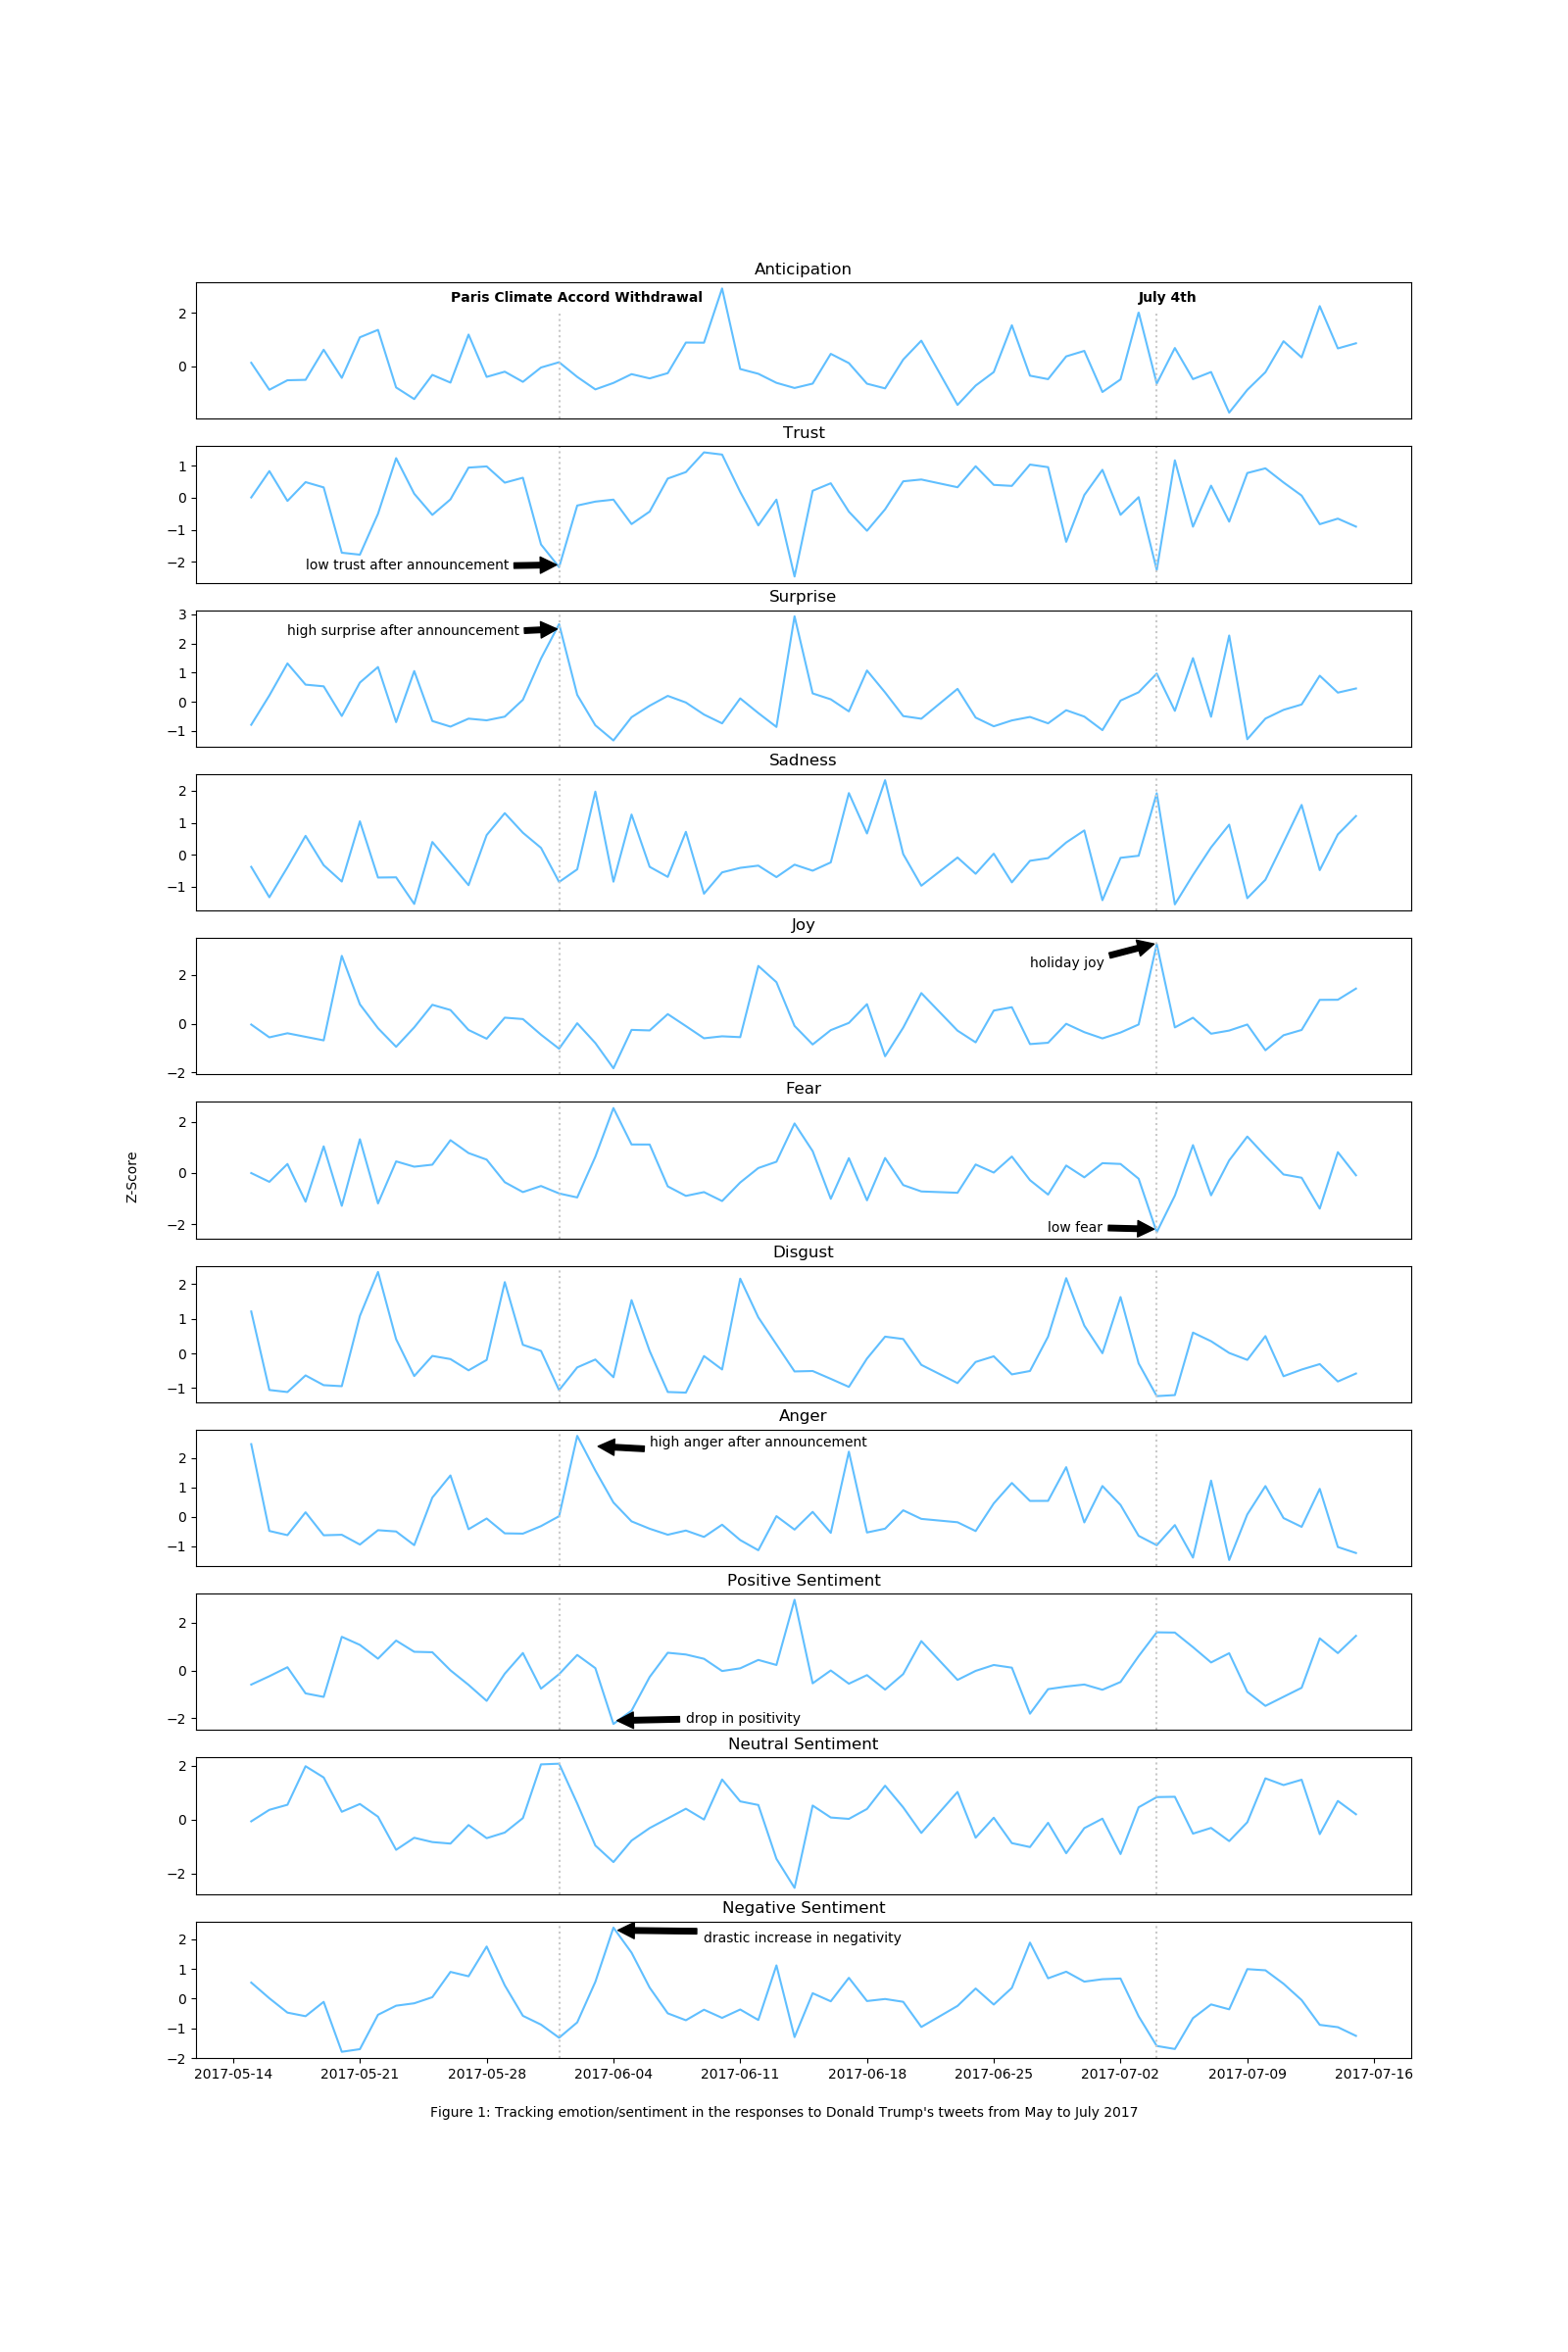 Anticipation
Paris Climate Accord Withdrawal
July 4th
2
0
Trust
1
0
−1
−2
low trust after announcement
Surprise
3
2
1
0
−1
high surprise after announcement
Sadness
2
1
0
−1
Joy
2
0
−2
holiday joy
Fear
2
0
−2
low fear
Z-Score
Disgust
2
1
0
−1
Anger
2
1
0
−1
high anger after announcement
Positive Sentiment
2
0
−2
drop in positivity
Neutral Sentiment
2
0
−2
Negative Sentiment
2
1
0
−1
−2
drastic increase in negativity
2017-05-14 2017-05-21 2017-05-28 2017-06-04 2017-06-11 2017-06-18 2017-06-25 2017-07-02 2017-07-09 2017-07-16
Figure 1: Tracking emotion/sentiment in the responses to Donald Trump's tweets from May to July 2017